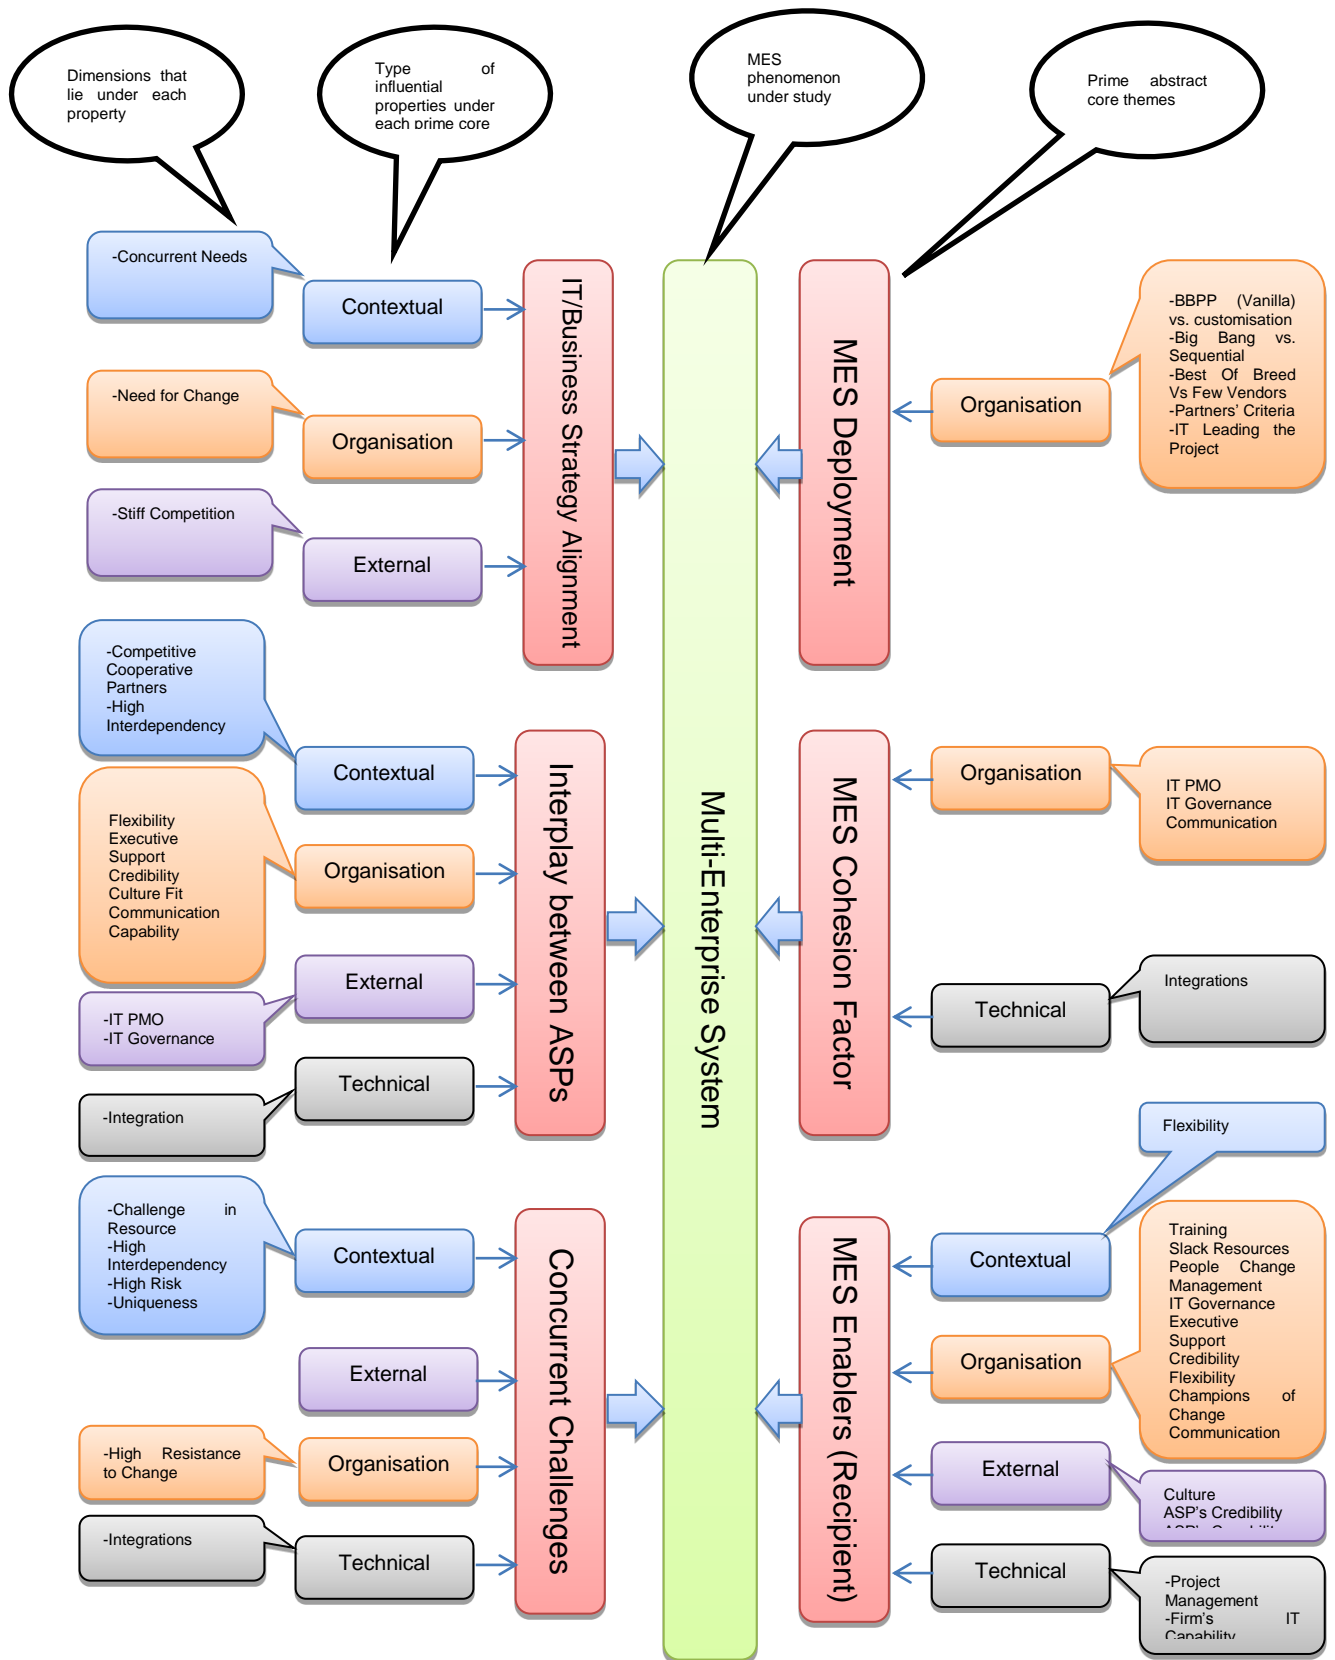 Dimensions that
lie under each
property
Type of
influential
properties under
each prime core
MES
phenomenon
under study
Prime abstract
core themes
-Concurrent Needs
Contextual
-Need for Change
Organisation
-Stiff Competition
External
IT/Business Strategy Alignment
-Competitive
Cooperative
Partners
-High
Interdependency
Contextual
Flexibility
Executive
Support
Credibility
Culture Fit
Communication
Capability
Organisation
External
-IT PMO
-IT Governance
Technical
-Integration
Interplay between ASPs
-Challenge in
Resource
-High
Interdependency
-High Risk
-Uniqueness
Contextual
External
-High Resistance
to Change
Organisation
-Integrations
Technical
Concurrent Challenges
Multi-Enterprise System
MES Deployment
Organisation
-BBPP (Vanilla)
vs. customisation
-Big Bang vs.
Sequential
-Best Of Breed
Vs Few Vendors
-Partners' Criteria
-IT Leading the
Project
MES Cohesion Factor
Organisation
IT PMO
IT Governance
Communication
Technical
Integrations
MES Enablers (Recipient)
Flexibility
Contextual
Training
Slack Resources
People Change
Management
IT Governance
Executive
Support
Credibility
Flexibility
Champions of
Change
Communication
Organisation
External
Culture
ASP's Credibility
ASP's Capability
Technical
-Project
Management
-Firm's IT
Capability